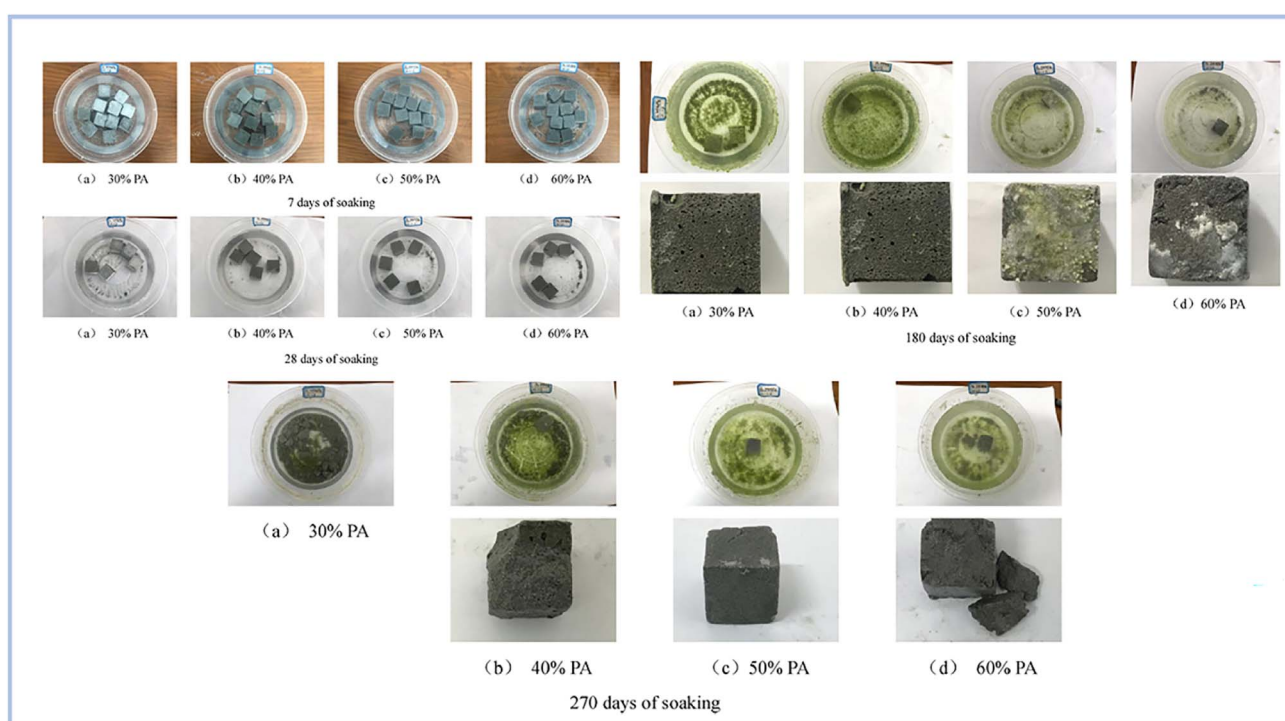 （a） 30% PA
（b）40% PA
（c）50% PA
（d） 60% PA
7 days of soaking
（a） 30% PA
（b）40% PA
（c） 50% PA
（d）60% PA
28 days of soaking
（a）30% PA
（b）40% PA
（c）50% PA
（d）60% PA
180 days of soaking
（a） 30% PA
（b） 40% PA
（c）50% PA
（d） 60% PA
270 days of soaking